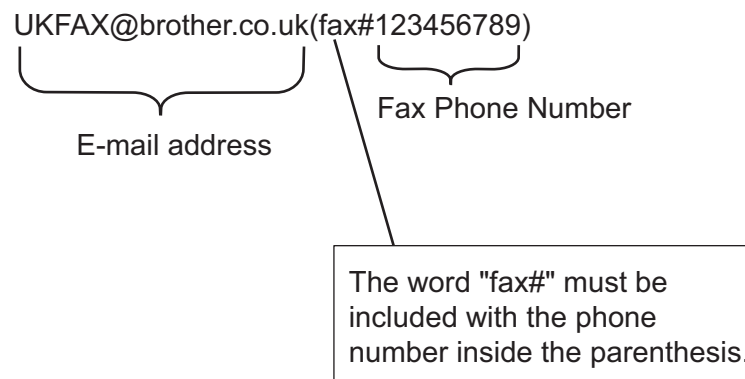 UKFAX@brother.co.uk(fax#123456789)
Fax Phone Number
E-mail address
The word "fax#" must be
included with the phone
number inside the parenthesis.